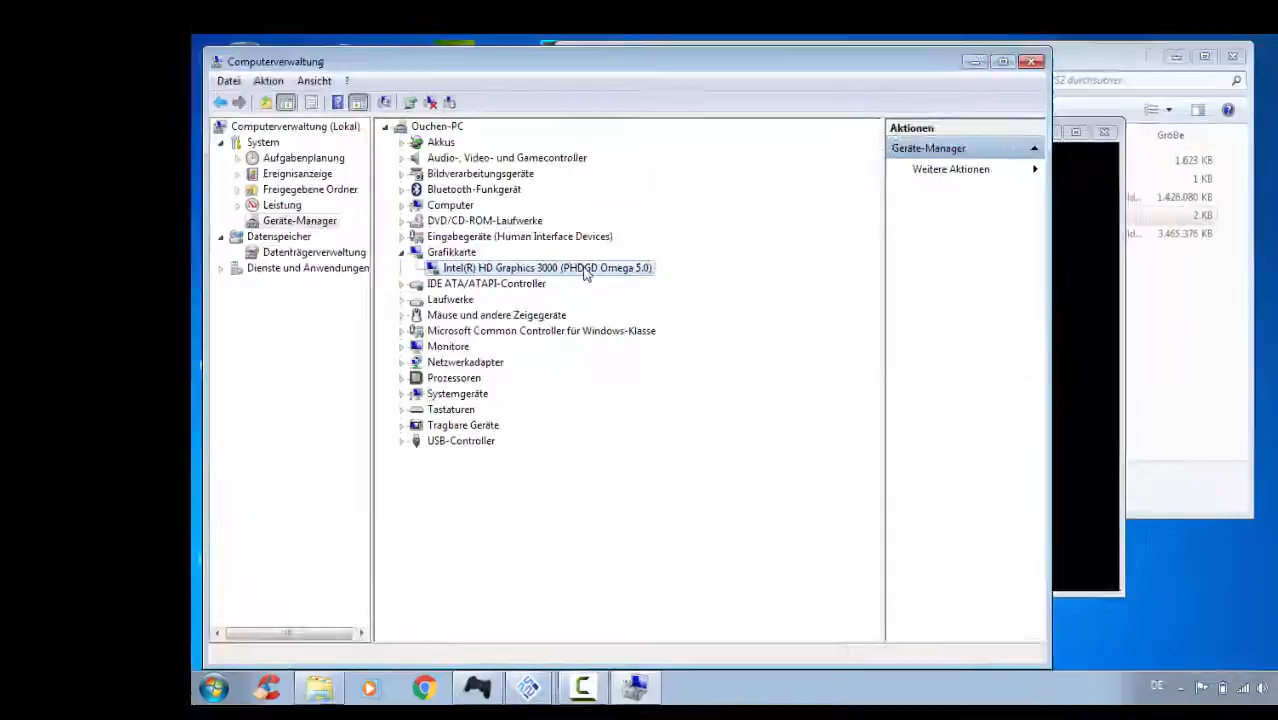 Computerverwaltung
Datei Aktion Ansicht ?
Computerverwaltung (Lokal)
System
Aufgabenplanung
Ereignisanzeige
Freigegebene Ordner
Leistung
Geräte-Manager
Datenspeicher
Datenträgerverwaltung
Dienste und Anwendungen
Ouchen-PC
Akkus
Audio-, Video- und Gamecontroller
Bildverarbeitungsgeräte
Bluetooth-Funkgerät
Computer
DVD/CD-ROM-Laufwerke
Eingabegeräte (Human Interface Devices)
Grafikkarte
Intel(R) HD Graphics 3000 (PHDGD Omega 5.0)
IDE ATA/ATAPI-Controller
Laufwerke
Mäuse und andere Zeigegeräte
Microsoft Common Controller für Windows-Klasse
Monitore
Netzwerkadapter
Prozessoren
Systemgeräte
Tastaturen
Tragbare Geräte
USB-Controller
Aktionen
Geräte-Manager
Weitere Aktionen
Größe
1.623 KB
1 KB
1.426.080 KB
2 KB
3.465.376 KB
DE